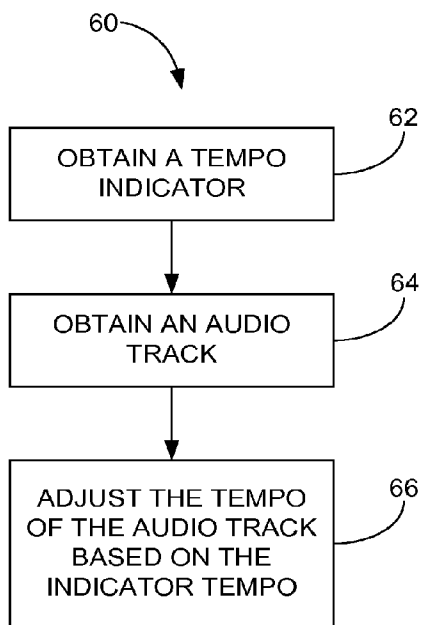 60
62
OBTAIN A TEMPO
INDICATOR
64
OBTAIN AN AUDIO
TRACK
66
ADJUST THE TEMPO
OF THE AUDIO TRACK
BASED ON THE
INDICATOR TEMPO